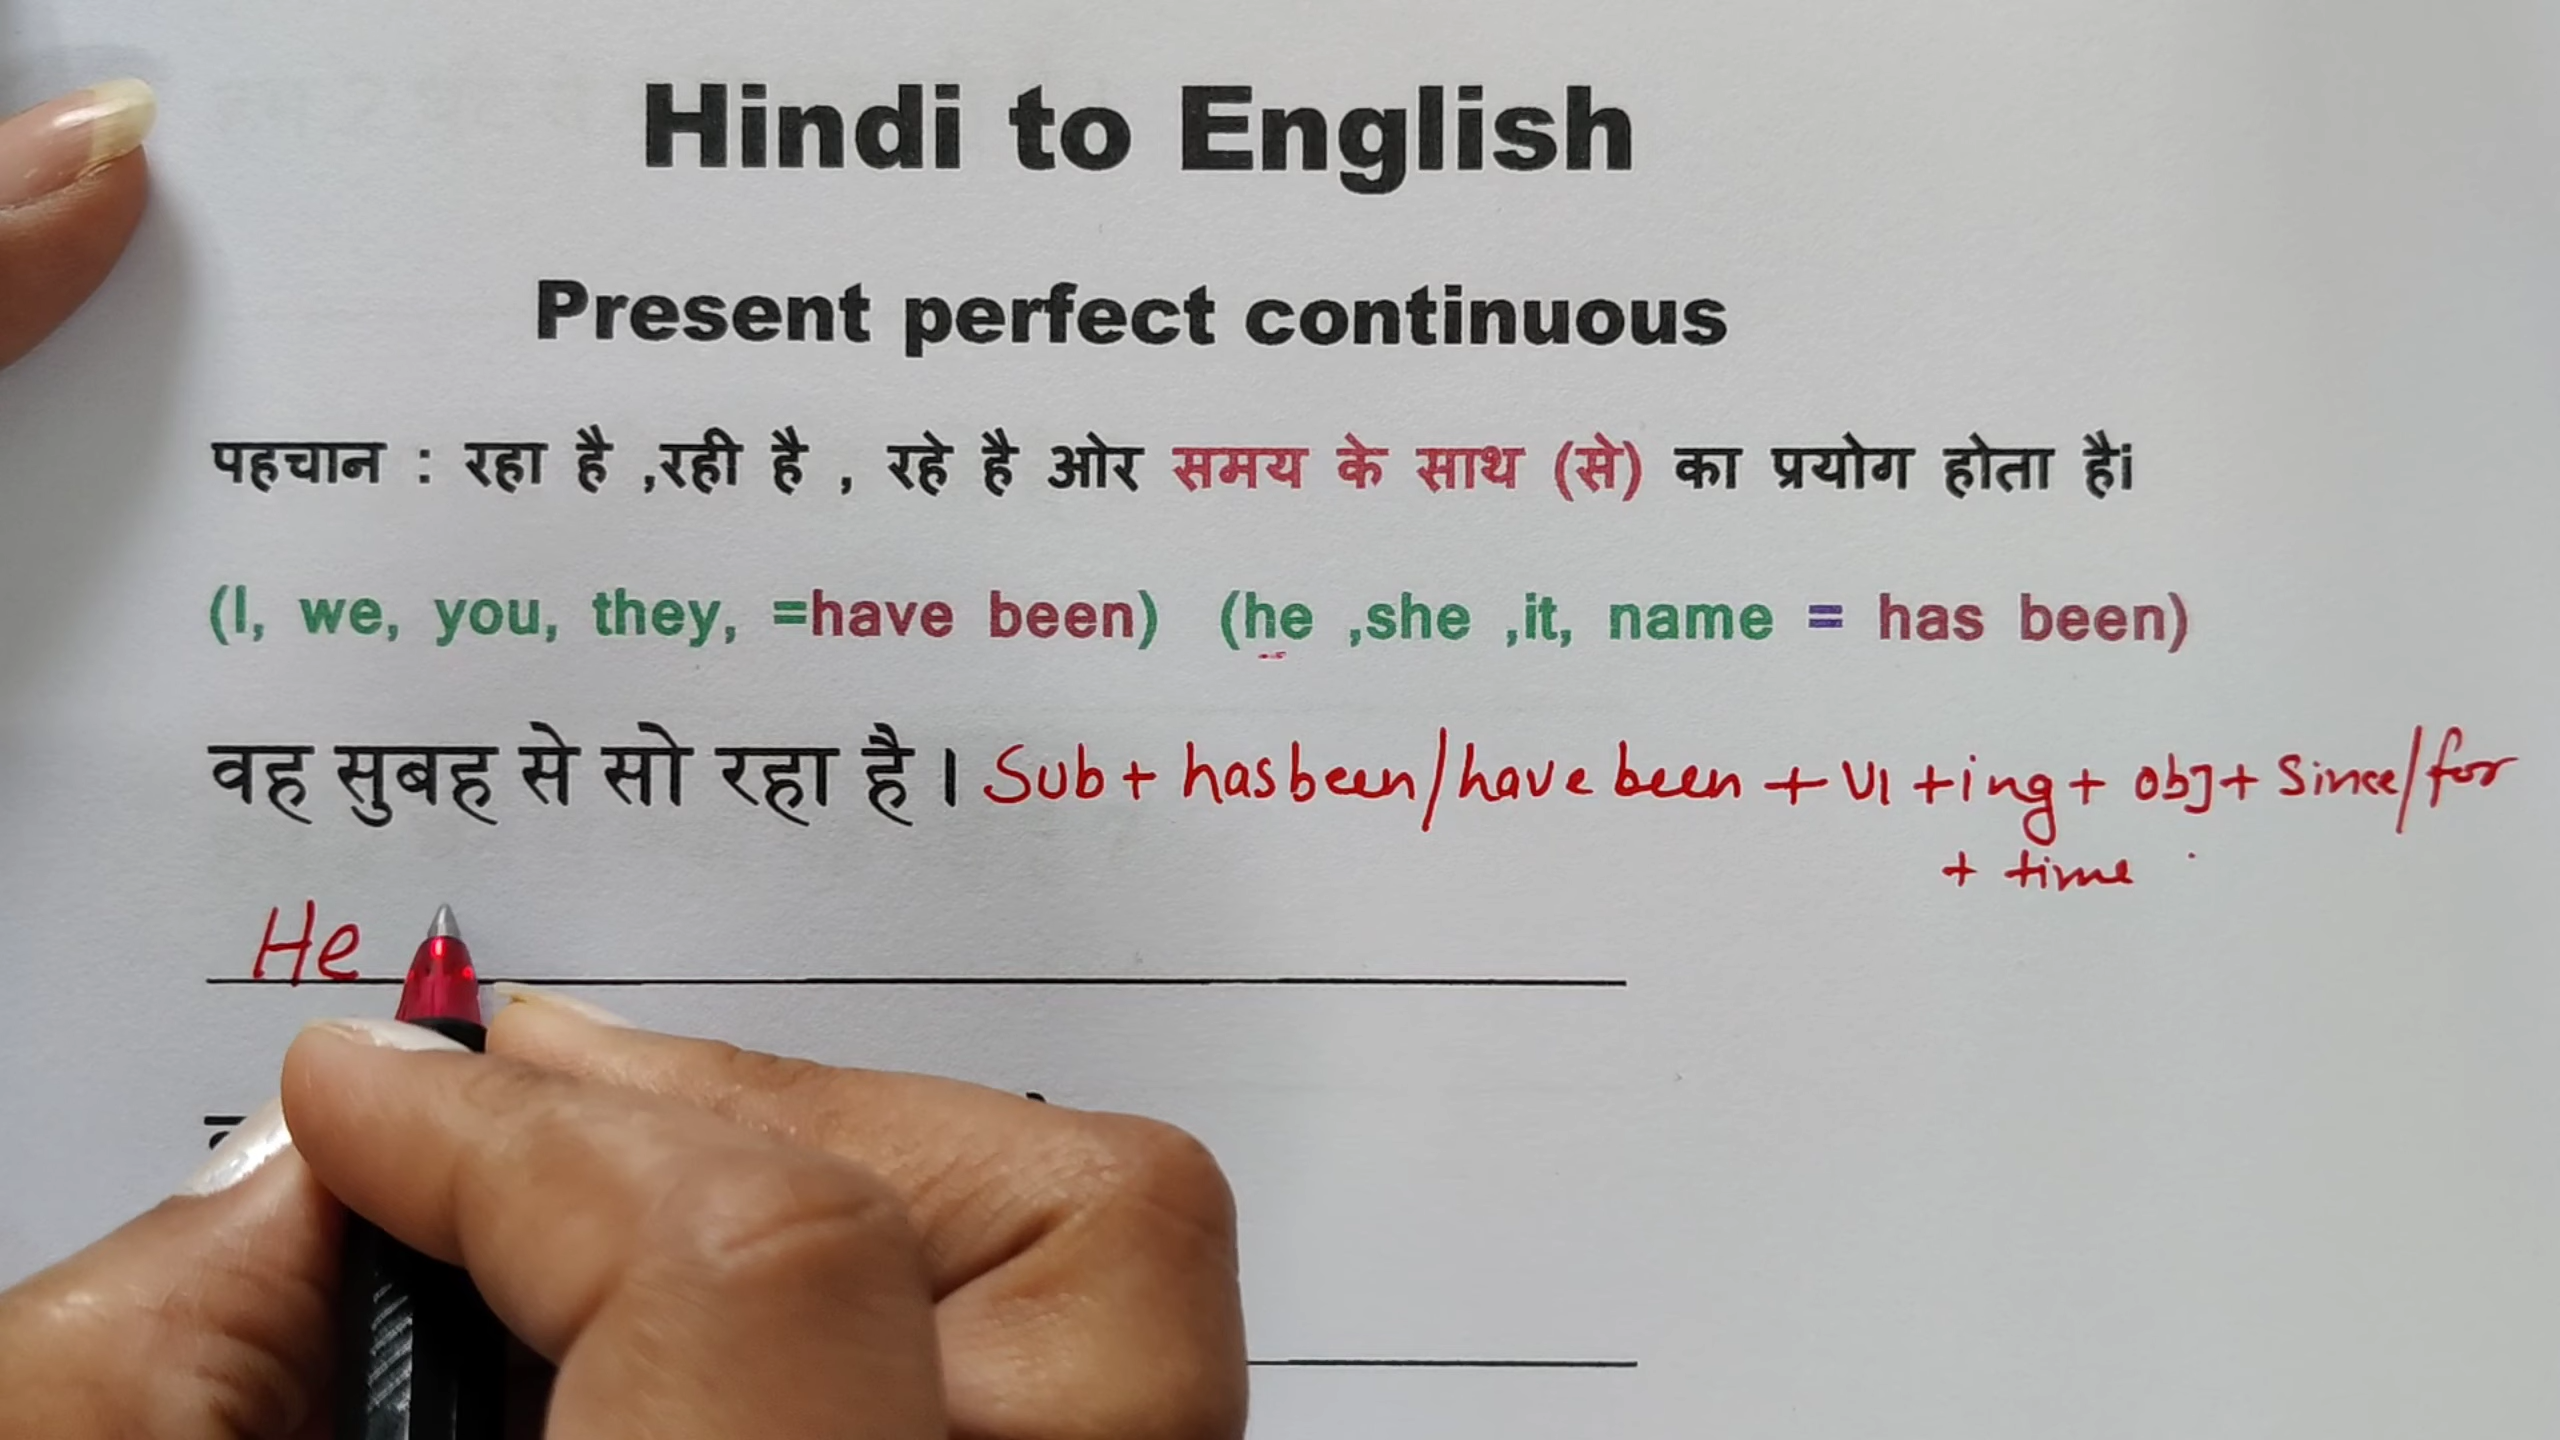 Hindi to English
Present perfect continuous
पहचान : रहा है ,रही है , रहे है ओर समय के साथ (से) का प्रयोग होता हैi
(I, we, you, they, =have been) (he ,she ,it, name = has been)
वह सुबह से सो रहा है । Sub + has been/have been + V1 + ing + obj + Since/for
+ time
He